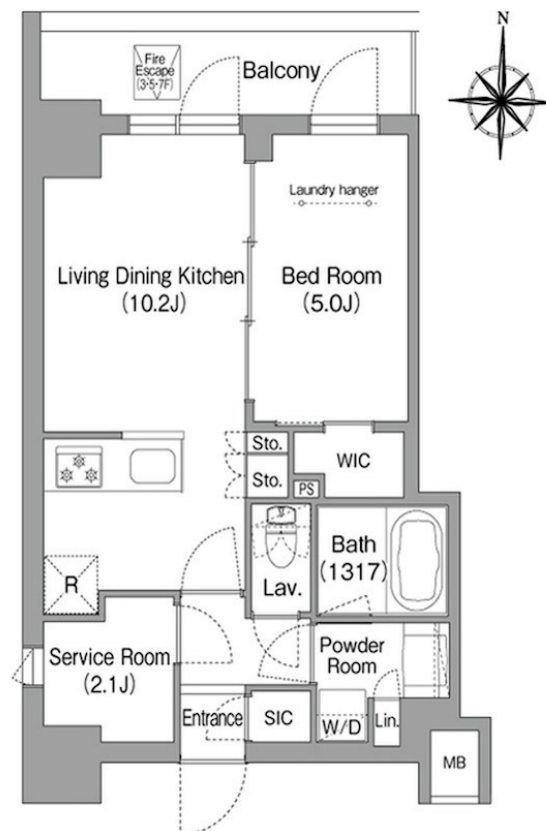 N
Fire
Escape
(3·5·7F)
Balcony
Laundry hanger
Living Dining Kitchen
(10.2J)
Bed Room
(5.0J)
Sto.
Sto.
WIC
PS
R
Lav.
Bath
(1317)
Service Room
(2.1J)
Powder
Room
Entrance
SIC
W/D
Lin.
MB